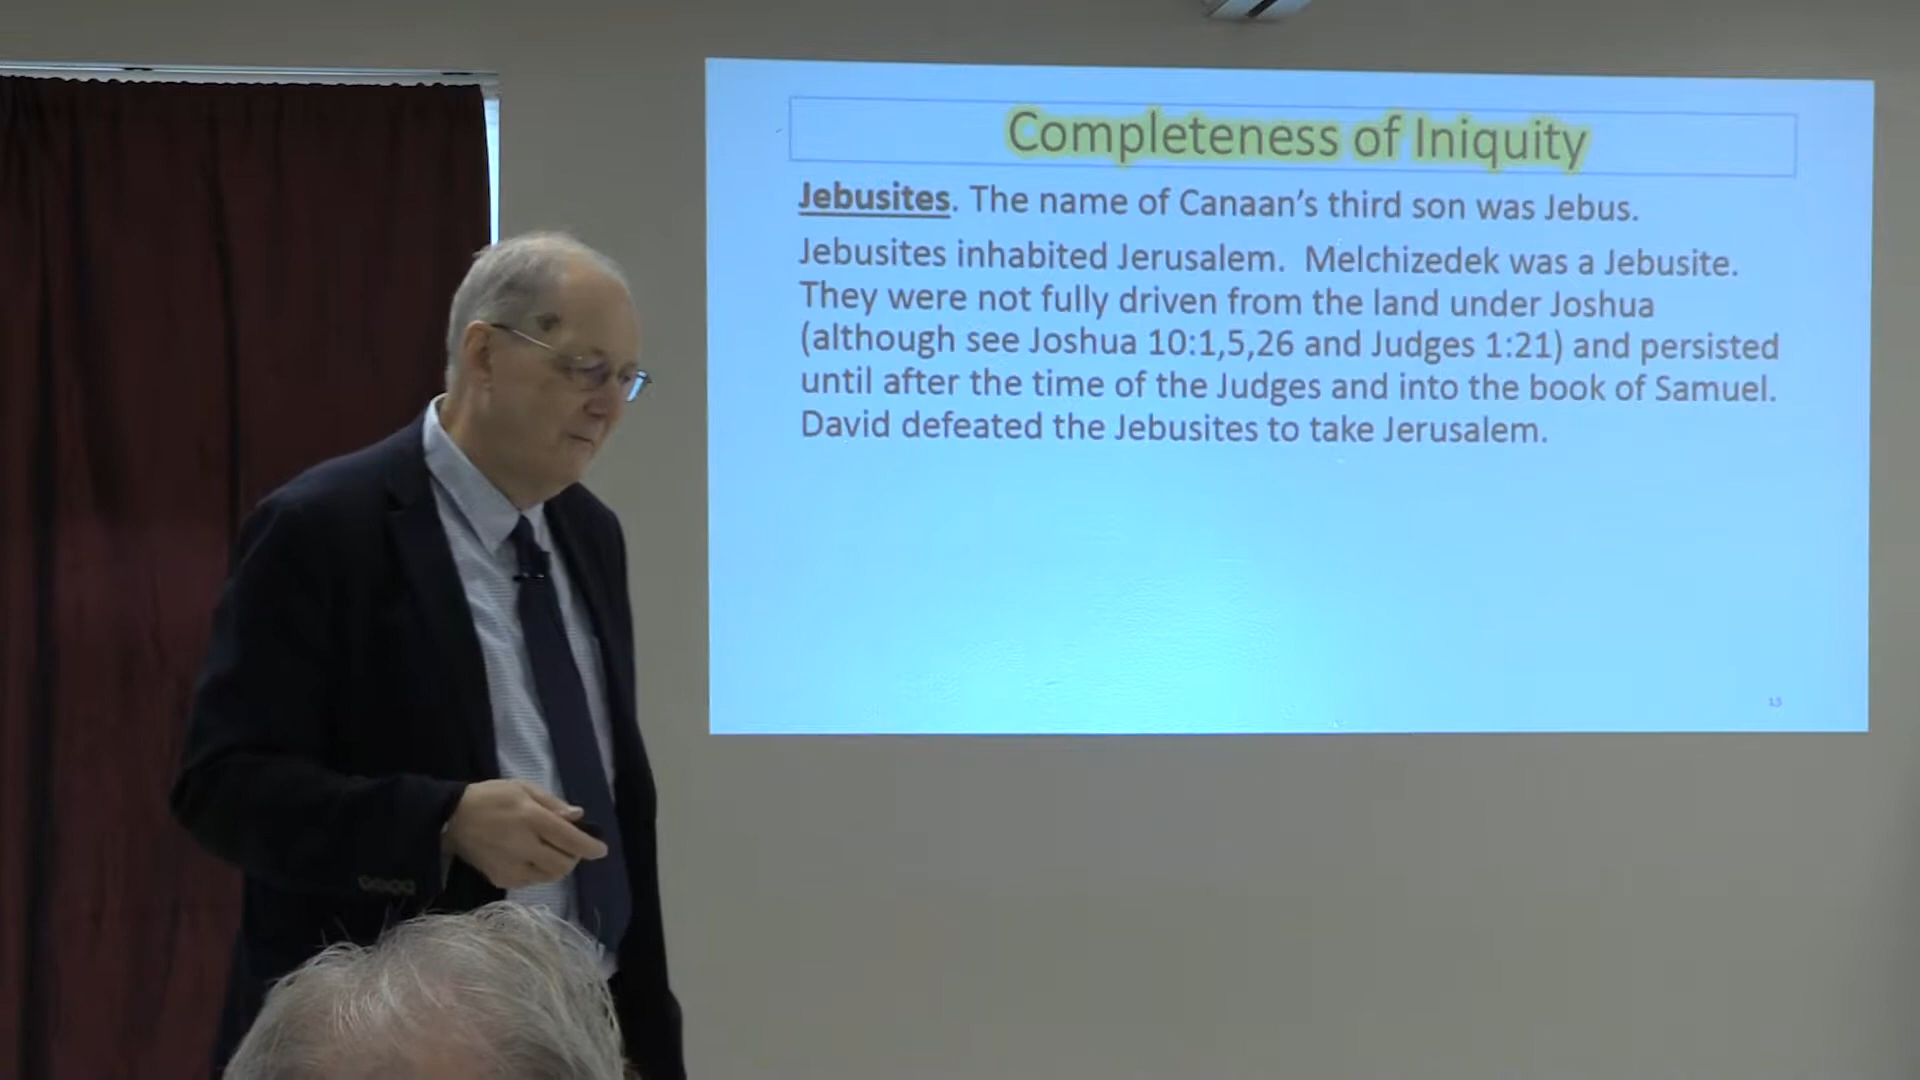 Completeness of Iniquity
Jebusites. The name of Canaan's third son was Jebus.
Jebusites inhabited Jerusalem. Melchizedek was a Jebusite.
They were not fully driven from the land under Joshua
(although see Joshua 10:1,5,26 and Judges 1:21) and persisted
until after the time of the Judges and into the book of Samuel.
David defeated the Jebusites to take Jerusalem.